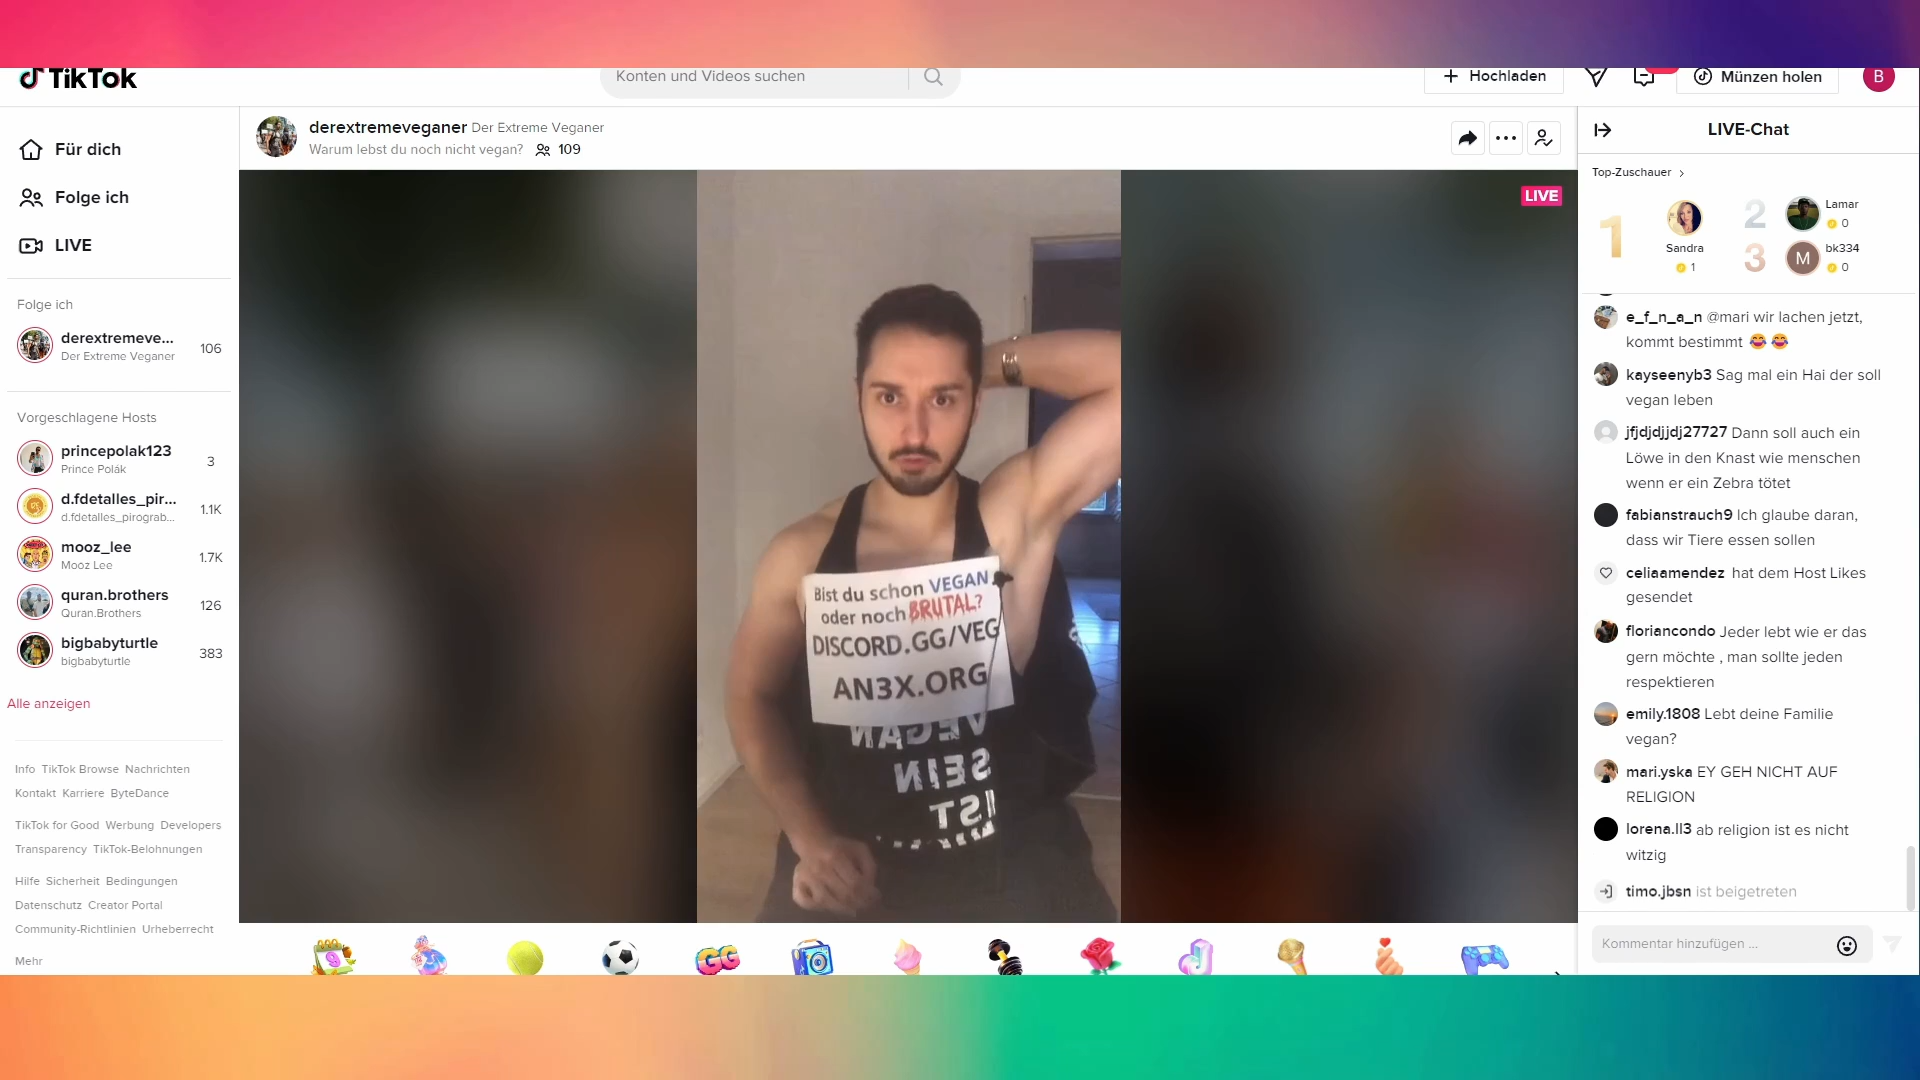 TikTok
Konten und Videos suchen
Hochladen
Münzen holen
B
Für dich
Folge ich
LIVE
Folge ich
derextremeve...
Der Extreme Veganer
106
Vorgeschlagene Hosts
princepolak123
Prince Polák
3
d.fdetalles_pir...
d.fdetalles_pirograb...
1.1K
mooz_lee
Mooz Lee
1.7K
quran.brothers
Quran.Brothers
126
bigbabyturtle
bigbabyturtle
383
Alle anzeigen
Info TikTok Browse Nachrichten
Kontakt Karriere ByteDance
TikTok for Good Werbung Developers
Transparency TikTok-Belohnungen
Hilfe Sicherheit Bedingungen
Datenschutz Creator Portal
Community-Richtlinien Urheberrecht
Mehr
derextremeveganer Der Extreme Veganer
Warum lebst du noch nicht vegan? 109
LIVE
Bist du schon VEGAN
oder noch BRUTAL?
DISCORD.GG/VEG
AN3X.ORG
VEGAN
SEIN
IST
9
GG
LIVE-Chat
Top-Zuschauer
1
Sandra
1
2
Lamar
0
3
M
bk334
0
e_f_n_a_n @mari wir lachen jetzt,
kommt bestimmt 😂 😂
kayseenyb3 Sag mal ein Hai der soll
vegan leben
jfjdjdjjdj27727 Dann soll auch ein
Löwe in den Knast wie menschen
wenn er ein Zebra tötet
fabianstrauch9 Ich glaube daran,
dass wir Tiere essen sollen
celiaamendez hat dem Host Likes
gesendet
floriancondo Jeder lebt wie er das
gern möchte , man sollte jeden
respektieren
emily.1808 Lebt deine Familie
vegan?
mari.yska EY GEH NICHT AUF
RELIGION
lorena.ll3 ab religion ist es nicht
witzig
timo.jbsn ist beigetreten
Kommentar hinzufügen ...